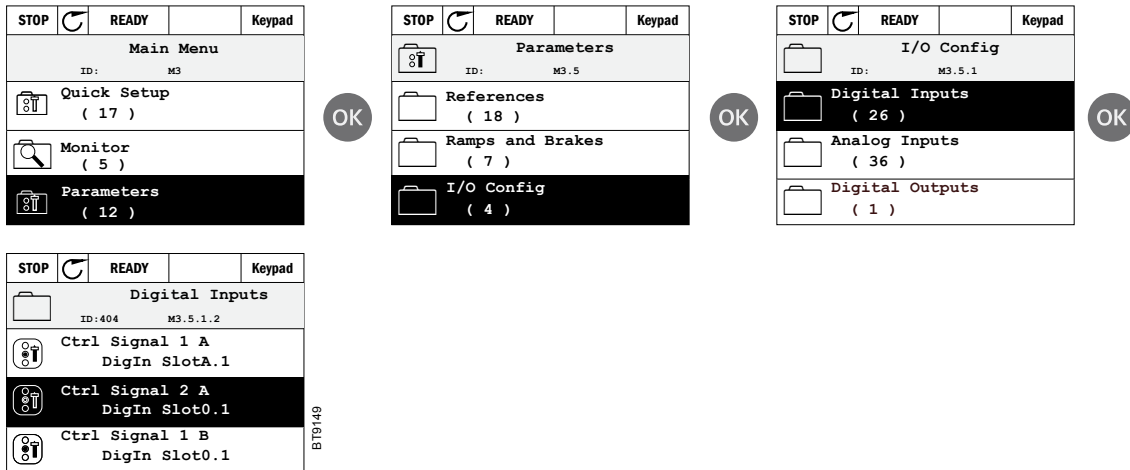 STOP READY Keypad
Main Menu
ID: M3
Quick Setup
( 17 )
Monitor
( 5 )
Parameters
( 12 )
OK
STOP READY Keypad
Parameters
ID: M3.5
References
( 18 )
Ramps and Brakes
( 7 )
I/O Config
( 4 )
OK
STOP READY Keypad
I/O Config
ID: M3.5.1
Digital Inputs
( 26 )
Analog Inputs
( 36 )
Digital Outputs
( 1 )
OK
STOP READY Keypad
Digital Inputs
ID:404 M3.5.1.2
Ctrl Signal 1 A
DigIn SlotA.1
Ctrl Signal 2 A
DigIn Slot0.1
Ctrl Signal 1 B
DigIn Slot0.1
BT9149